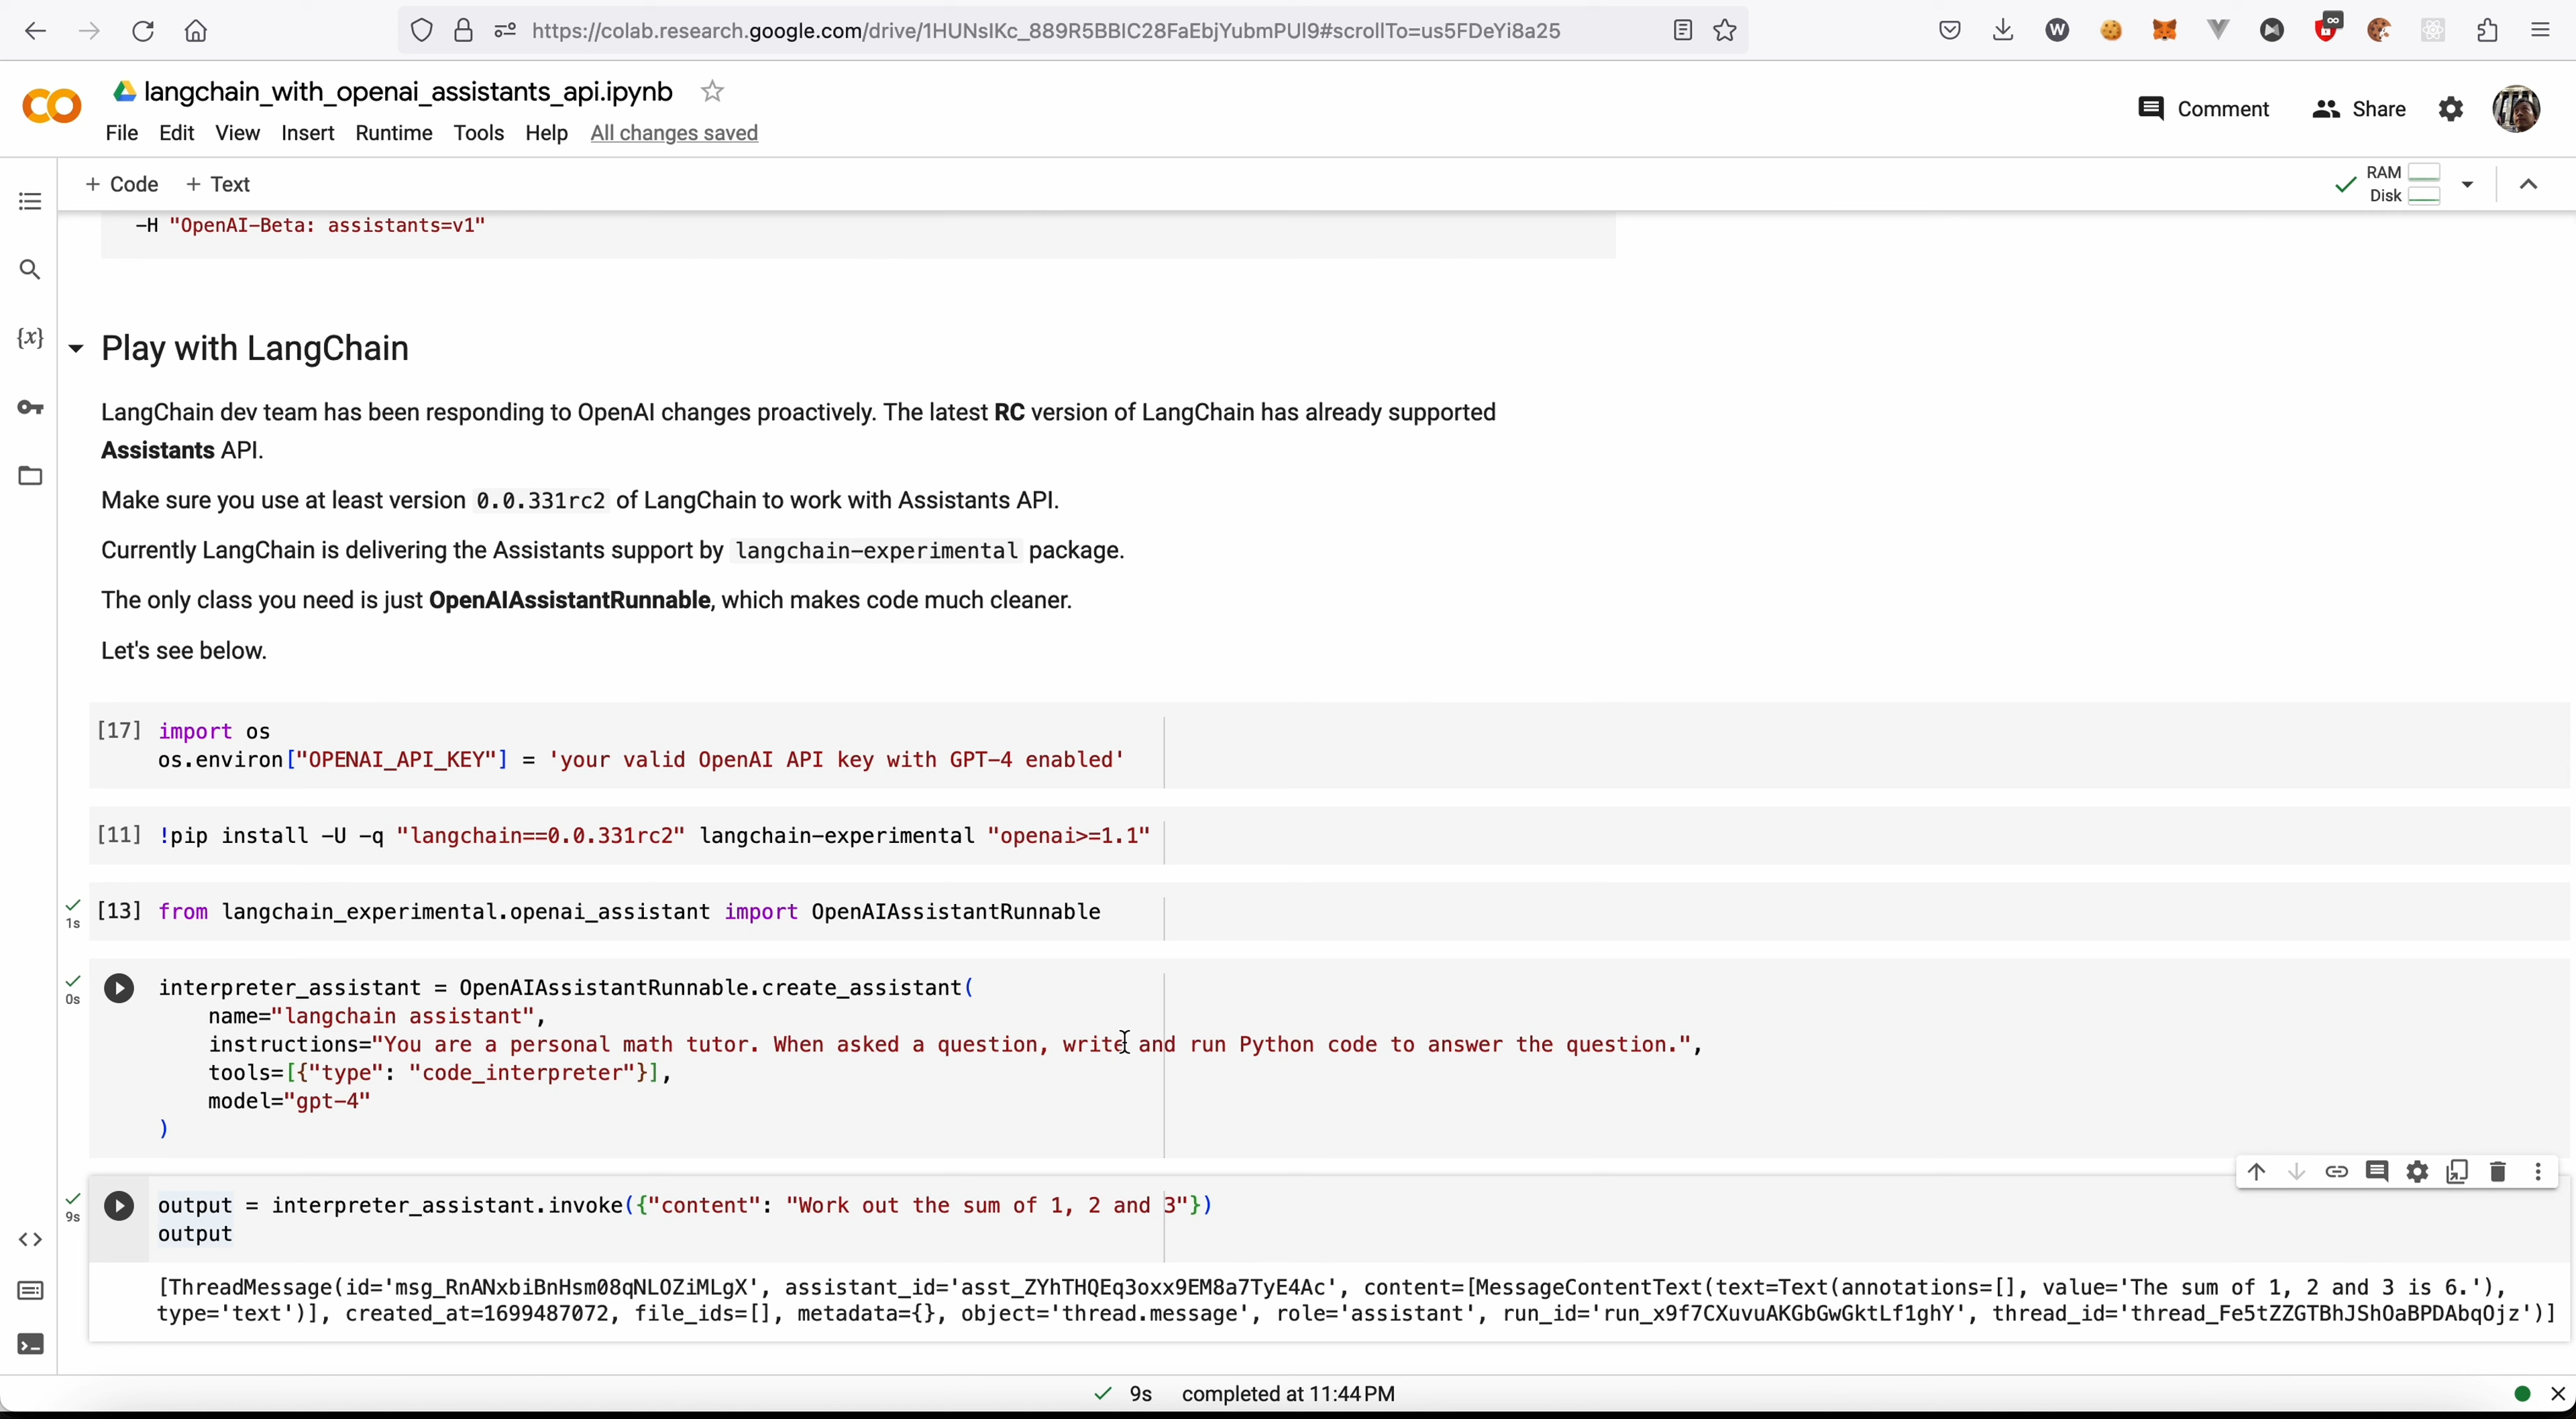 https://colab.research.google.com/drive/1HUNsIKc_889R5BBlC28FaEbjYubmPUl9#scrollTo=us5FDeYi8a25
langchain_with_openai_assistants_api.ipynb
Comment Share
File Edit View Insert Runtime Tools Help All changes saved
+ Code + Text
RAM
Disk
-H "OpenAI-Beta: assistants=v1"
Play with LangChain
LangChain dev team has been responding to OpenAI changes proactively. The latest RC version of LangChain has already supported
Assistants API.
Make sure you use at least version 0.0.331rc2 of LangChain to work with Assistants API.
Currently LangChain is delivering the Assistants support by langchain-experimental package.
The only class you need is just OpenAIAssistantRunnable, which makes code much cleaner.
Let's see below.
[17] import os
os.environ["OPENAI_API_KEY"] = 'your valid OpenAI API key with GPT-4 enabled'
[11] !pip install -U -q "langchain==0.0.331rc2" langchain-experimental "openai>=1.1"
[13] from langchain_experimental.openai_assistant import OpenAIAssistantRunnable
1s
interpreter_assistant = OpenAIAssistantRunnable.create_assistant(
0s
name="langchain assistant",
instructions="You are a personal math tutor. When asked a question, write and run Python code to answer the question.",
tools=[{"type": "code_interpreter"}],
model="gpt-4"
)
output = interpreter_assistant.invoke({"content": "Work out the sum of 1, 2 and 3"})
9s
output
[ThreadMessage(id='msg_RnANxbiBnHsm08qNLOZiMLgX', assistant_id='asst_ZYhTHQEq3oxx9EM8a7TyE4Ac', content=[MessageContentText(text=Text(annotations=[], value='The sum of 1, 2 and 3 is 6.'),
type='text')], created_at=1699487072, file_ids=[], metadata={}, object='thread.message', role='assistant', run_id='run_x9f7CXuvuAKGbGwGktLf1ghY', thread_id='thread_Fe5tZZGTBhJShOaBPDAbqOjz')]
9s completed at 11:44 PM